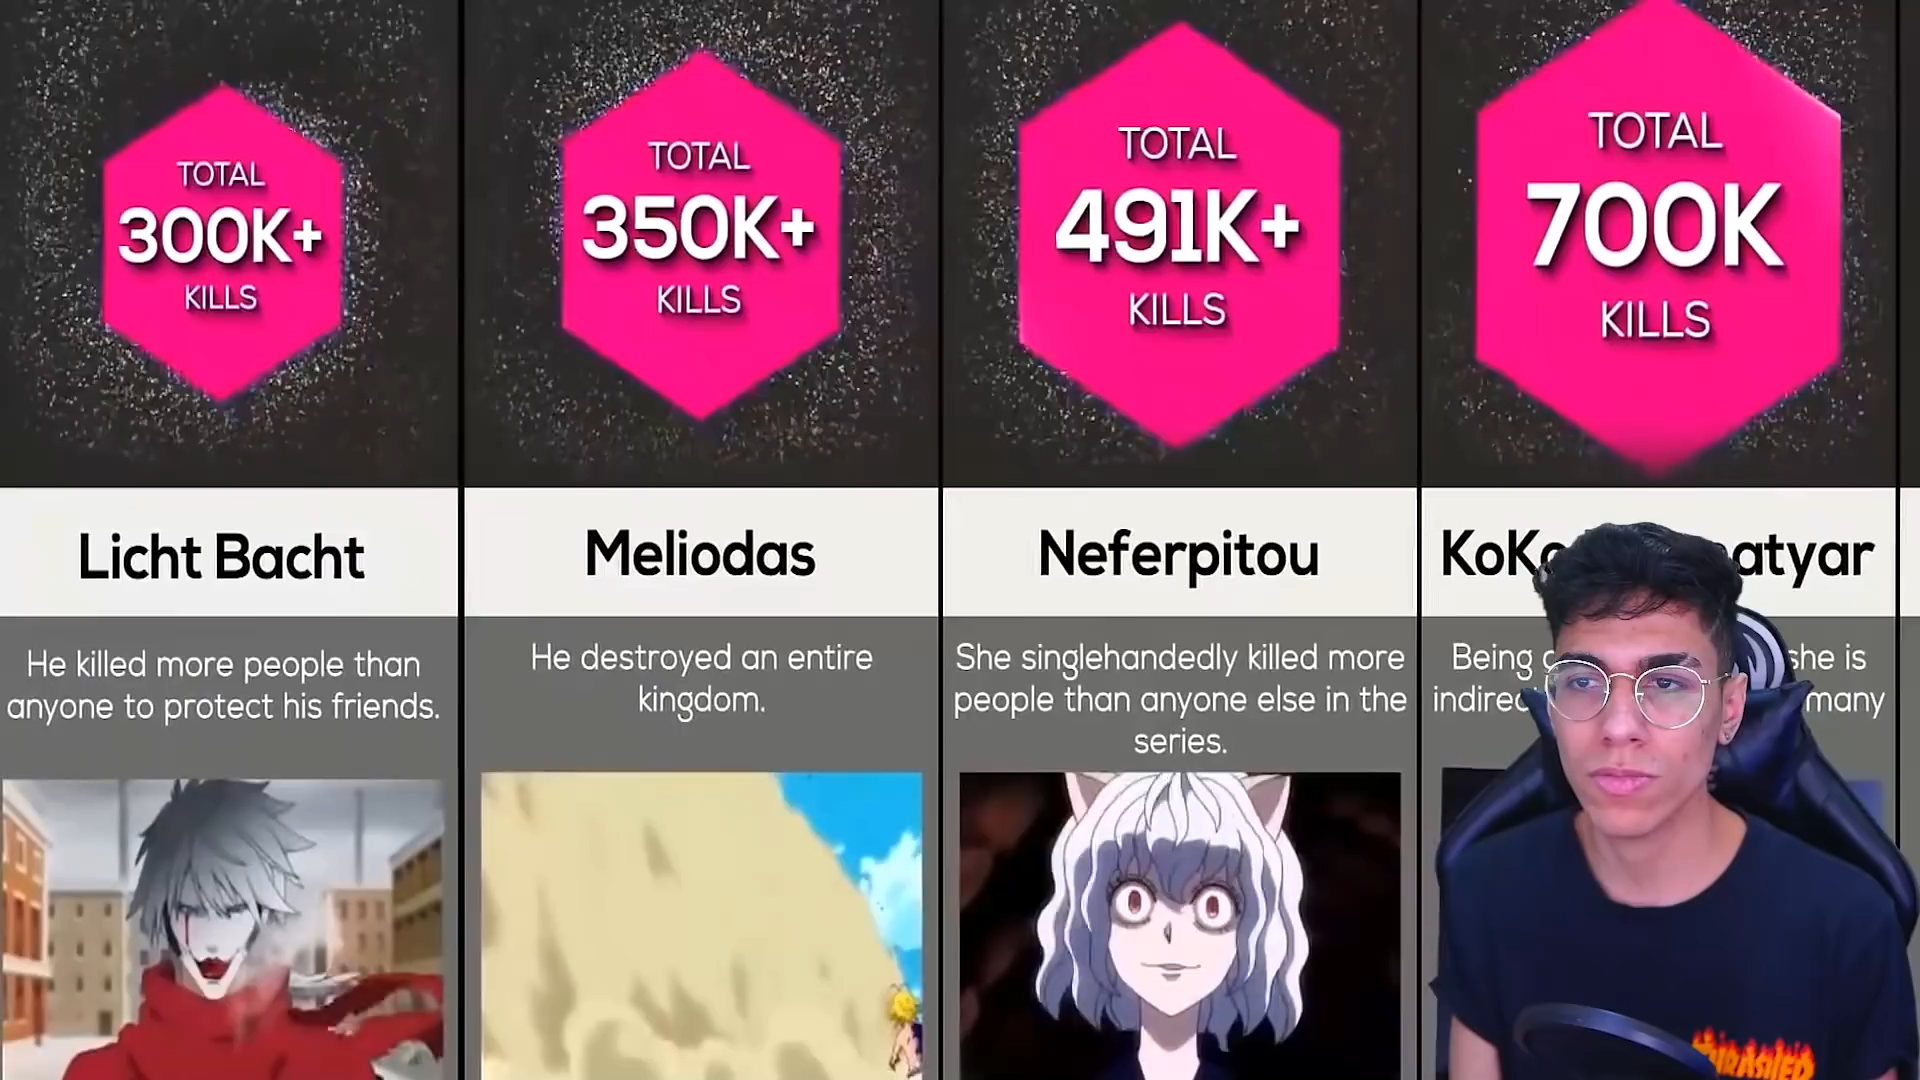 TOTAL
300K+
KILLS
Licht Bacht
He killed more people than
anyone to protect his friends.
TOTAL
350K+
KILLS
Meliodas
He destroyed an entire
kingdom.
TOTAL
491K+
KILLS
Neferpitou
She singlehandedly killed more
people than anyone else in the
series.
TOTAL
700K
KILLS
Being
she is
many
THRASHER